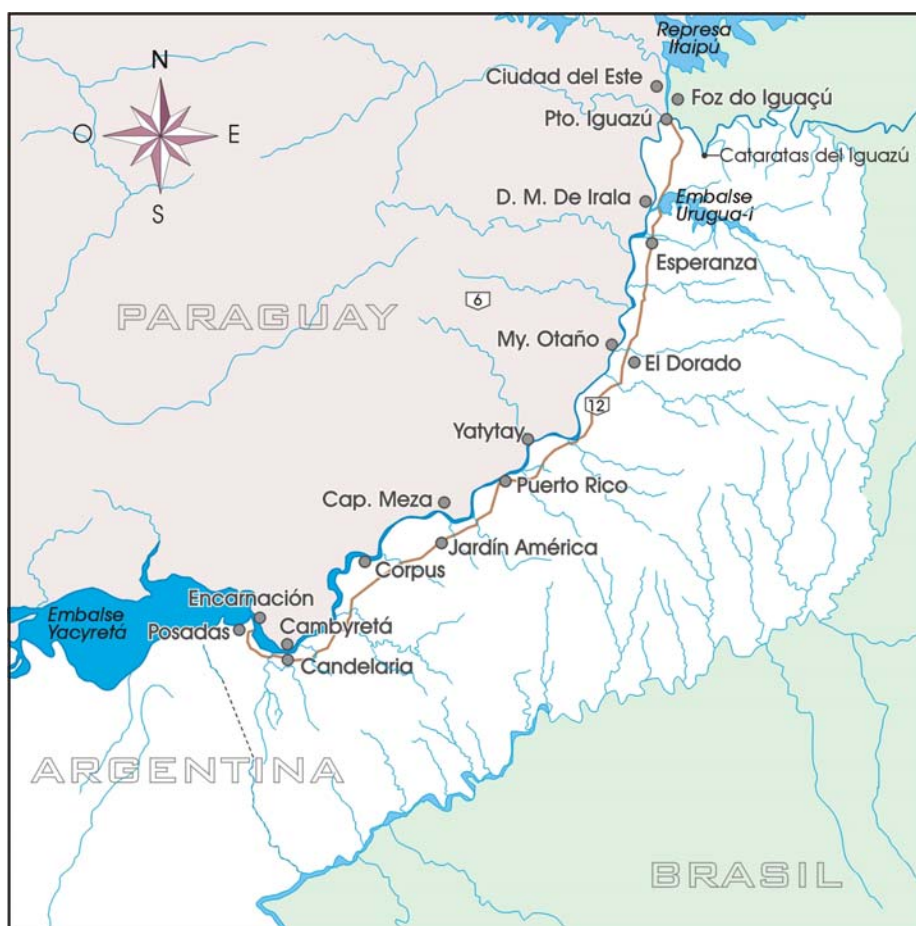 Represa
Itaipú
N
Ciudad del Este
Foz do Iguaçú
Pto. Iguazú
O
E
Cataratas del Iguazú
S
D. M. De Irala
Embalse
Urugua-í
Esperanza
6
PARAGUAY
My. Otaño
El Dorado
12
Yatytay
Puerto Rico
Cap. Meza
Jardín América
Corpus
Encarnación
Embalse
Yacyretá
Posadas
Cambyretá
Candelaria
ARGENTINA
BRASIL